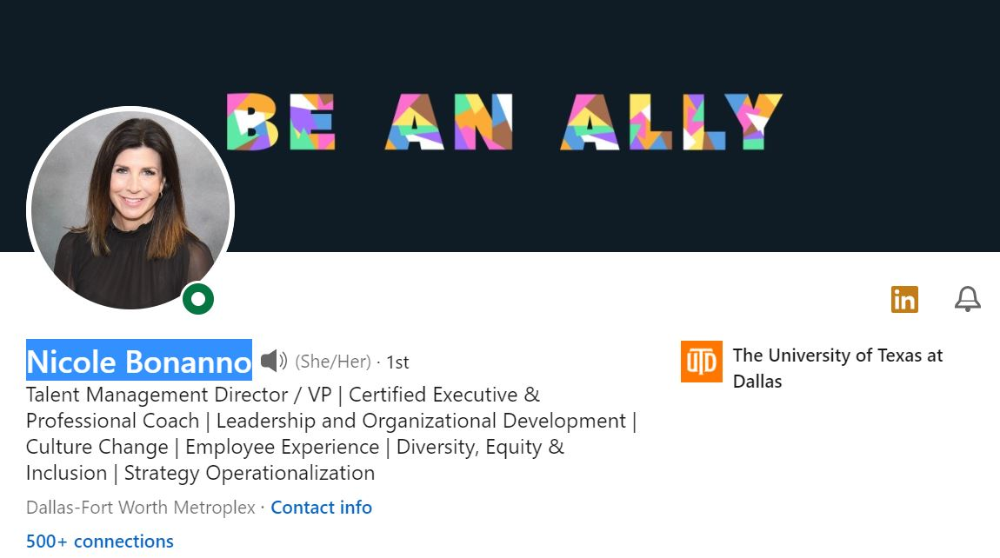 BE AN ALLY
in
Nicole Bonanno (She/Her) · 1st
Talent Management Director / VP | Certified Executive &
Professional Coach | Leadership and Organizational Development |
Culture Change | Employee Experience | Diversity, Equity &
Inclusion | Strategy Operationalization
Dallas-Fort Worth Metroplex · Contact info
500+ connections
UTD
The University of Texas at
Dallas